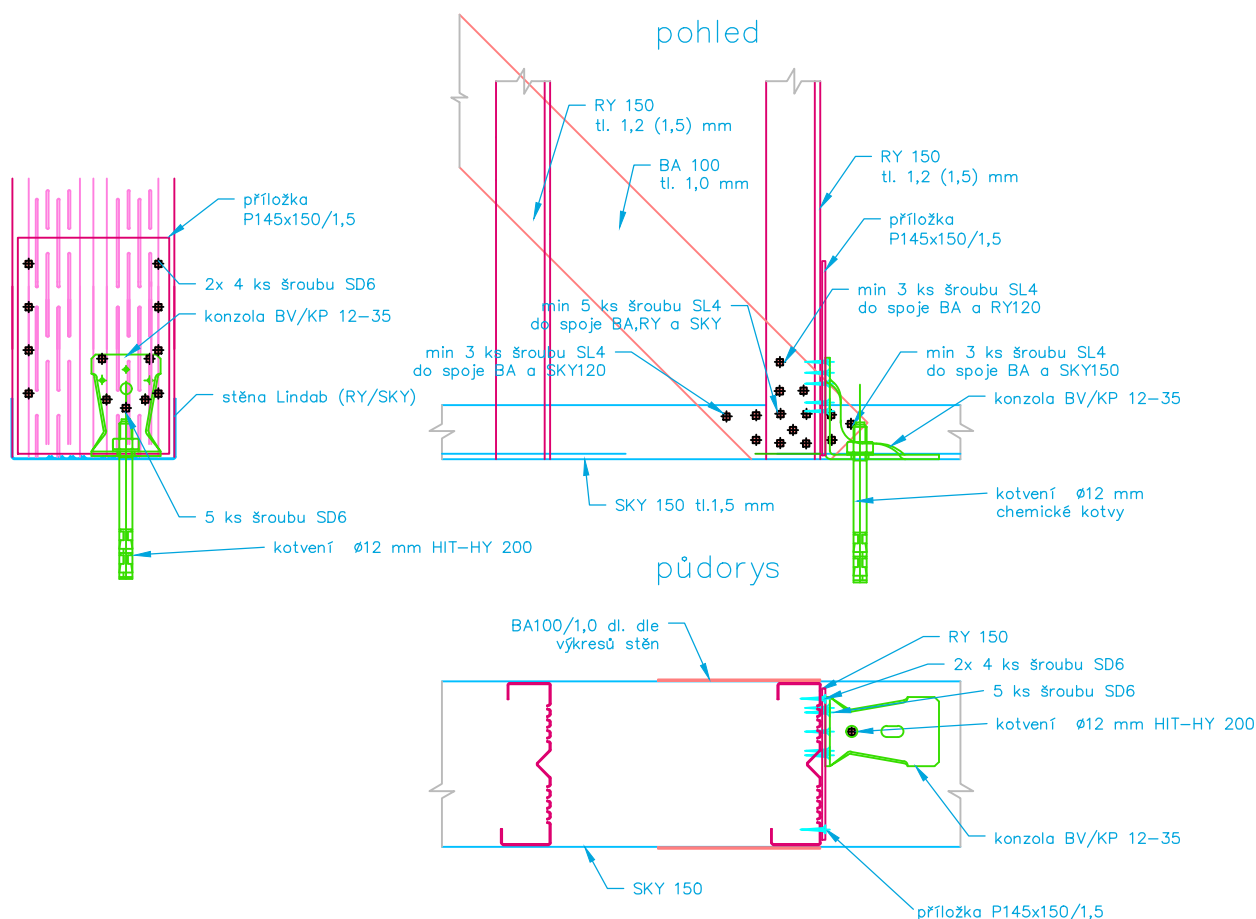 pohled
příložka
P145x150/1,5
2x 4 ks šroubu SD6
konzola BV/KP 12-35
stěna Lindab (RY/SKY)
5 ks šroubu SD6
kotvení ø12 mm HIT-HY 200
RY 150
tl. 1,2 (1,5) mm
BA 100
tl. 1,0 mm
RY 150
tl. 1,2 (1,5) mm
příložka
P145x150/1,5
min 5 ks šroubu SL4
do spoje BA,RY a SKY
min 3 ks šroubu SL4
do spoje BA a RY120
min 3 ks šroubu SL4
do spoje BA a SKY120
min 3 ks šroubu SL4
do spoje BA a SKY150
konzola BV/KP 12-35
SKY 150 tl.1,5 mm
kotvení ø12 mm
chemické kotvy
půdorys
BA100/1,0 dl. dle
výkresů stěn
RY 150
2x 4 ks šroubu SD6
5 ks šroubu SD6
kotvení ø12 mm HIT-HY 200
konzola BV/KP 12-35
SKY 150
příložka P145x150/1,5